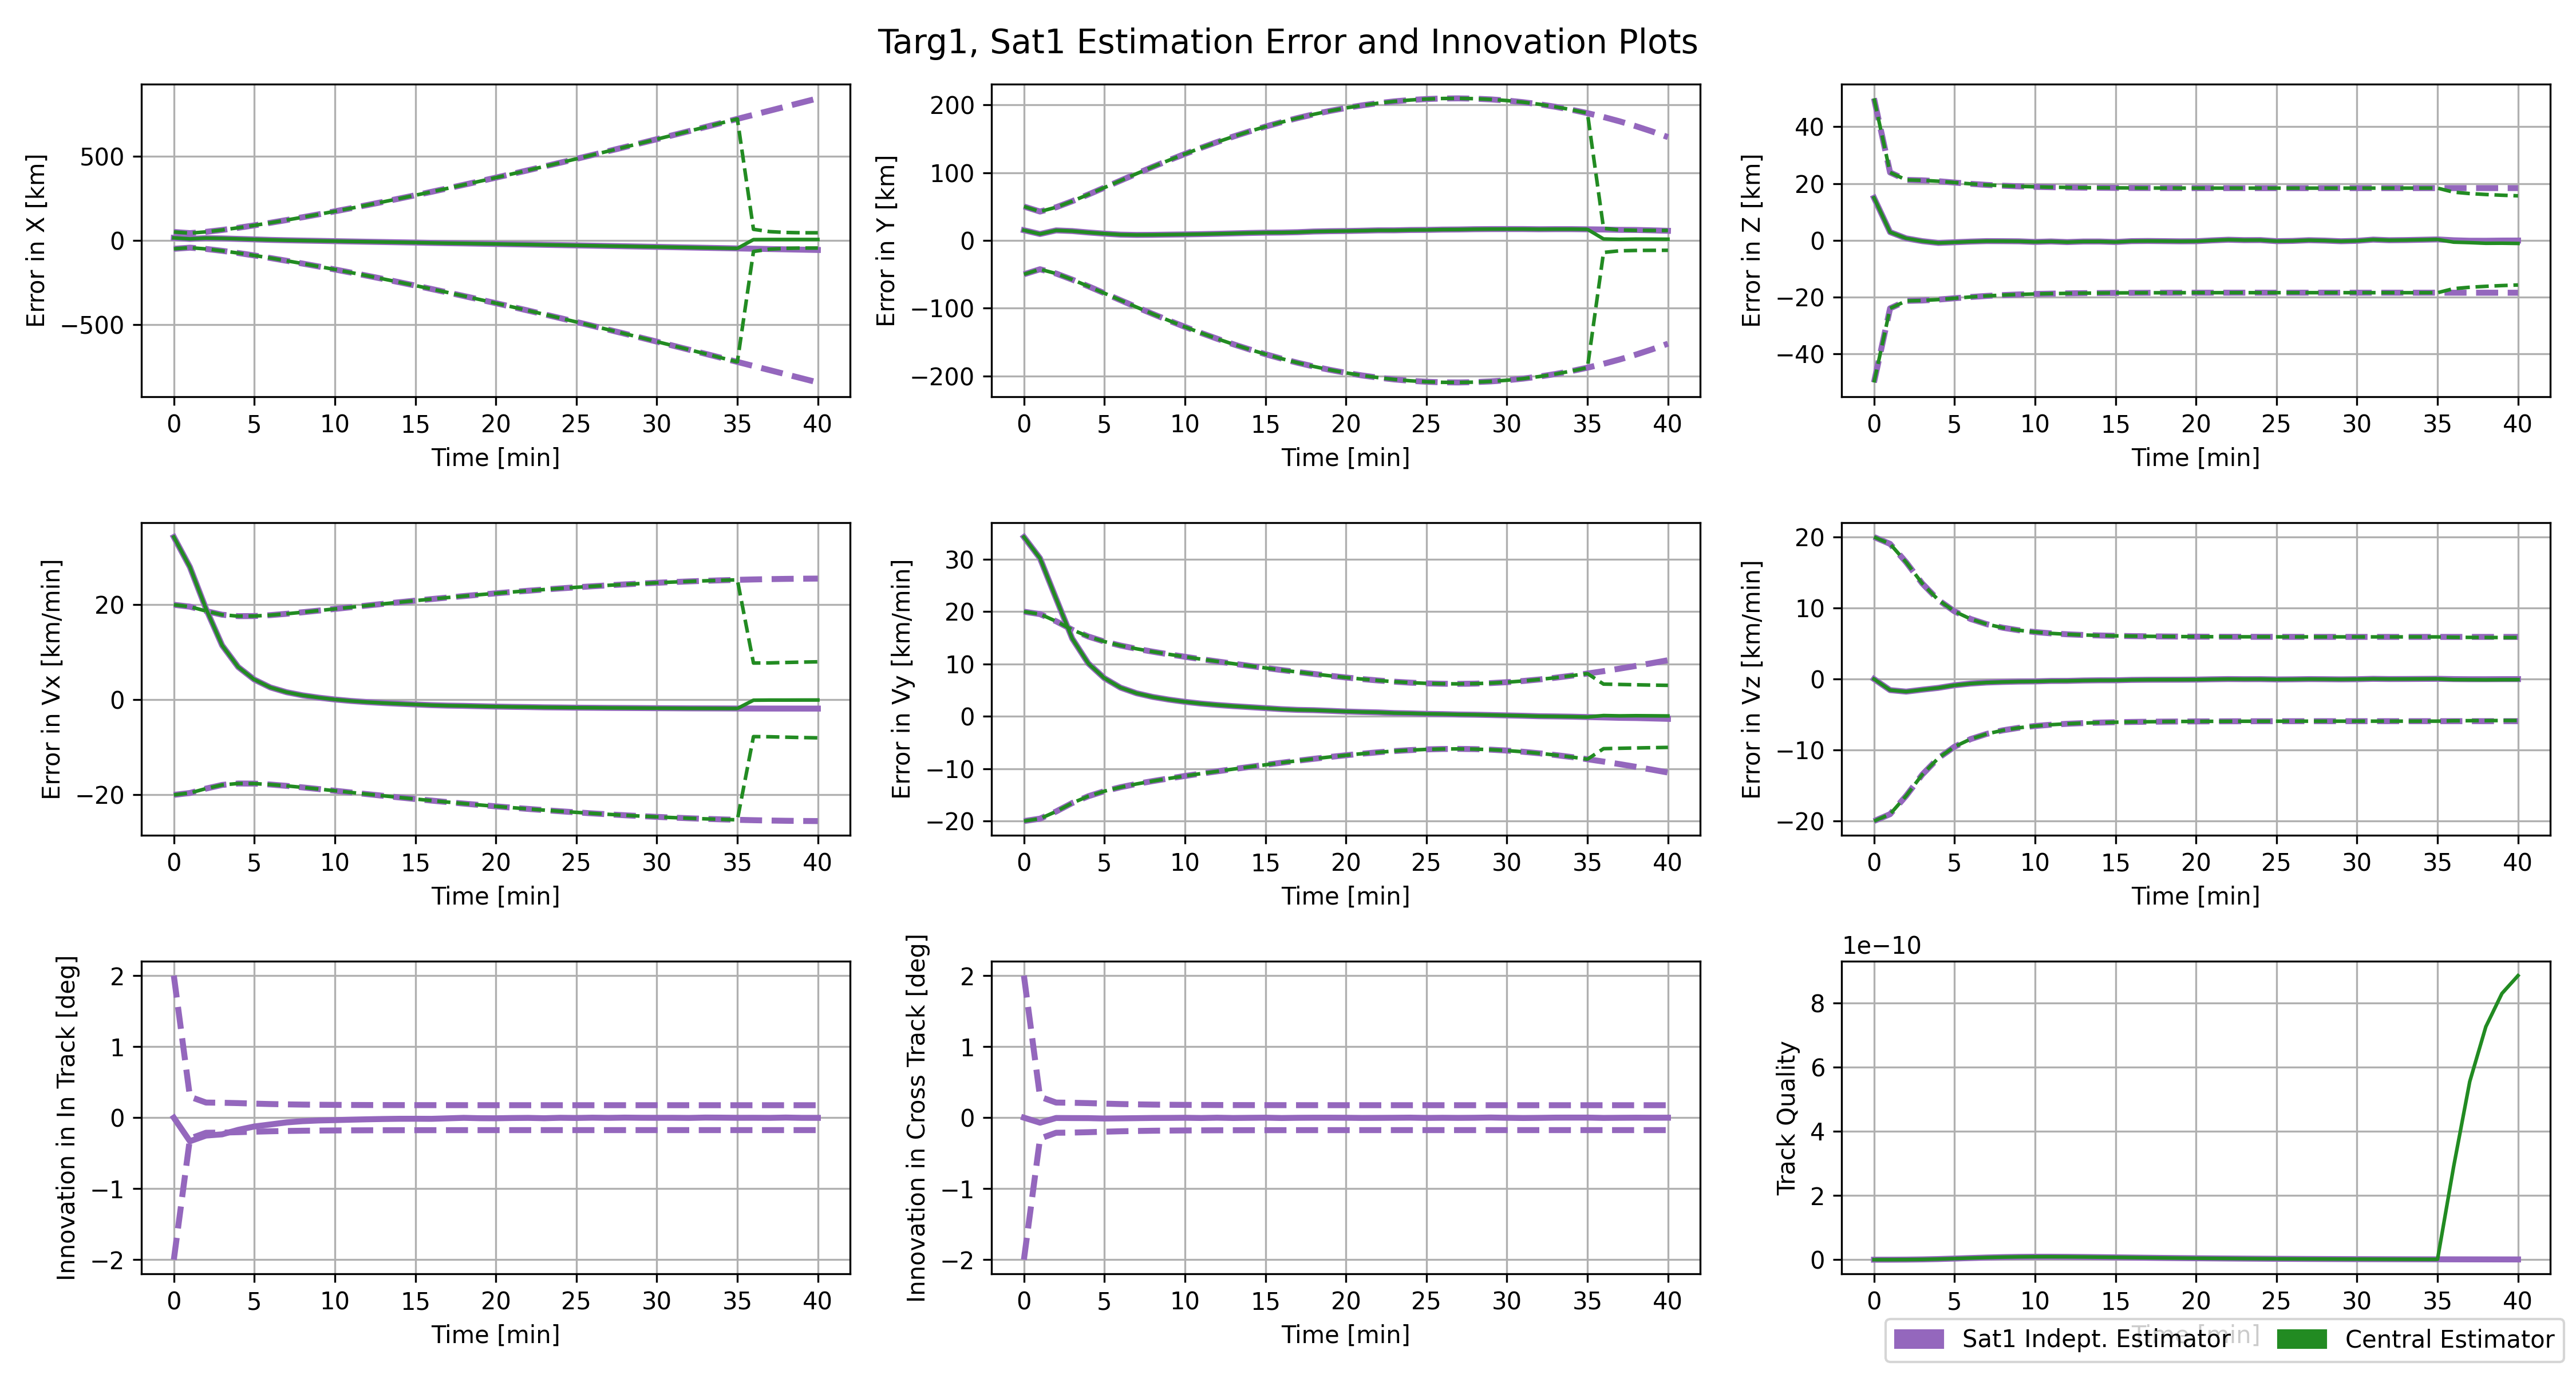 Targ1, Sat1 Estimation Error and Innovation Plots
Error in X [km]
500
0
−500
0 5 10 15 20 25 30 35 40
Time [min]
Error in Y [km]
200
100
0
−100
−200
0 5 10 15 20 25 30 35 40
Time [min]
Error in Z [km]
40
20
0
−20
−40
0 5 10 15 20 25 30 35 40
Time [min]
Error in Vx [km/min]
20
0
−20
0 5 10 15 20 25 30 35 40
Time [min]
Error in Vy [km/min]
30
20
10
0
−10
−20
0 5 10 15 20 25 30 35 40
Time [min]
Error in Vz [km/min]
20
10
0
−10
−20
0 5 10 15 20 25 30 35 40
Time [min]
Innovation in In Track [deg]
2
1
0
−1
−2
0 5 10 15 20 25 30 35 40
Time [min]
Innovation in Cross Track [deg]
2
1
0
−1
−2
0 5 10 15 20 25 30 35 40
Time [min]
1e−10
Track Quality
8
6
4
2
0
0 5 10 15 20 25 30 35 40
Time [min]
Sat1 Indept. Estimator
Central Estimator